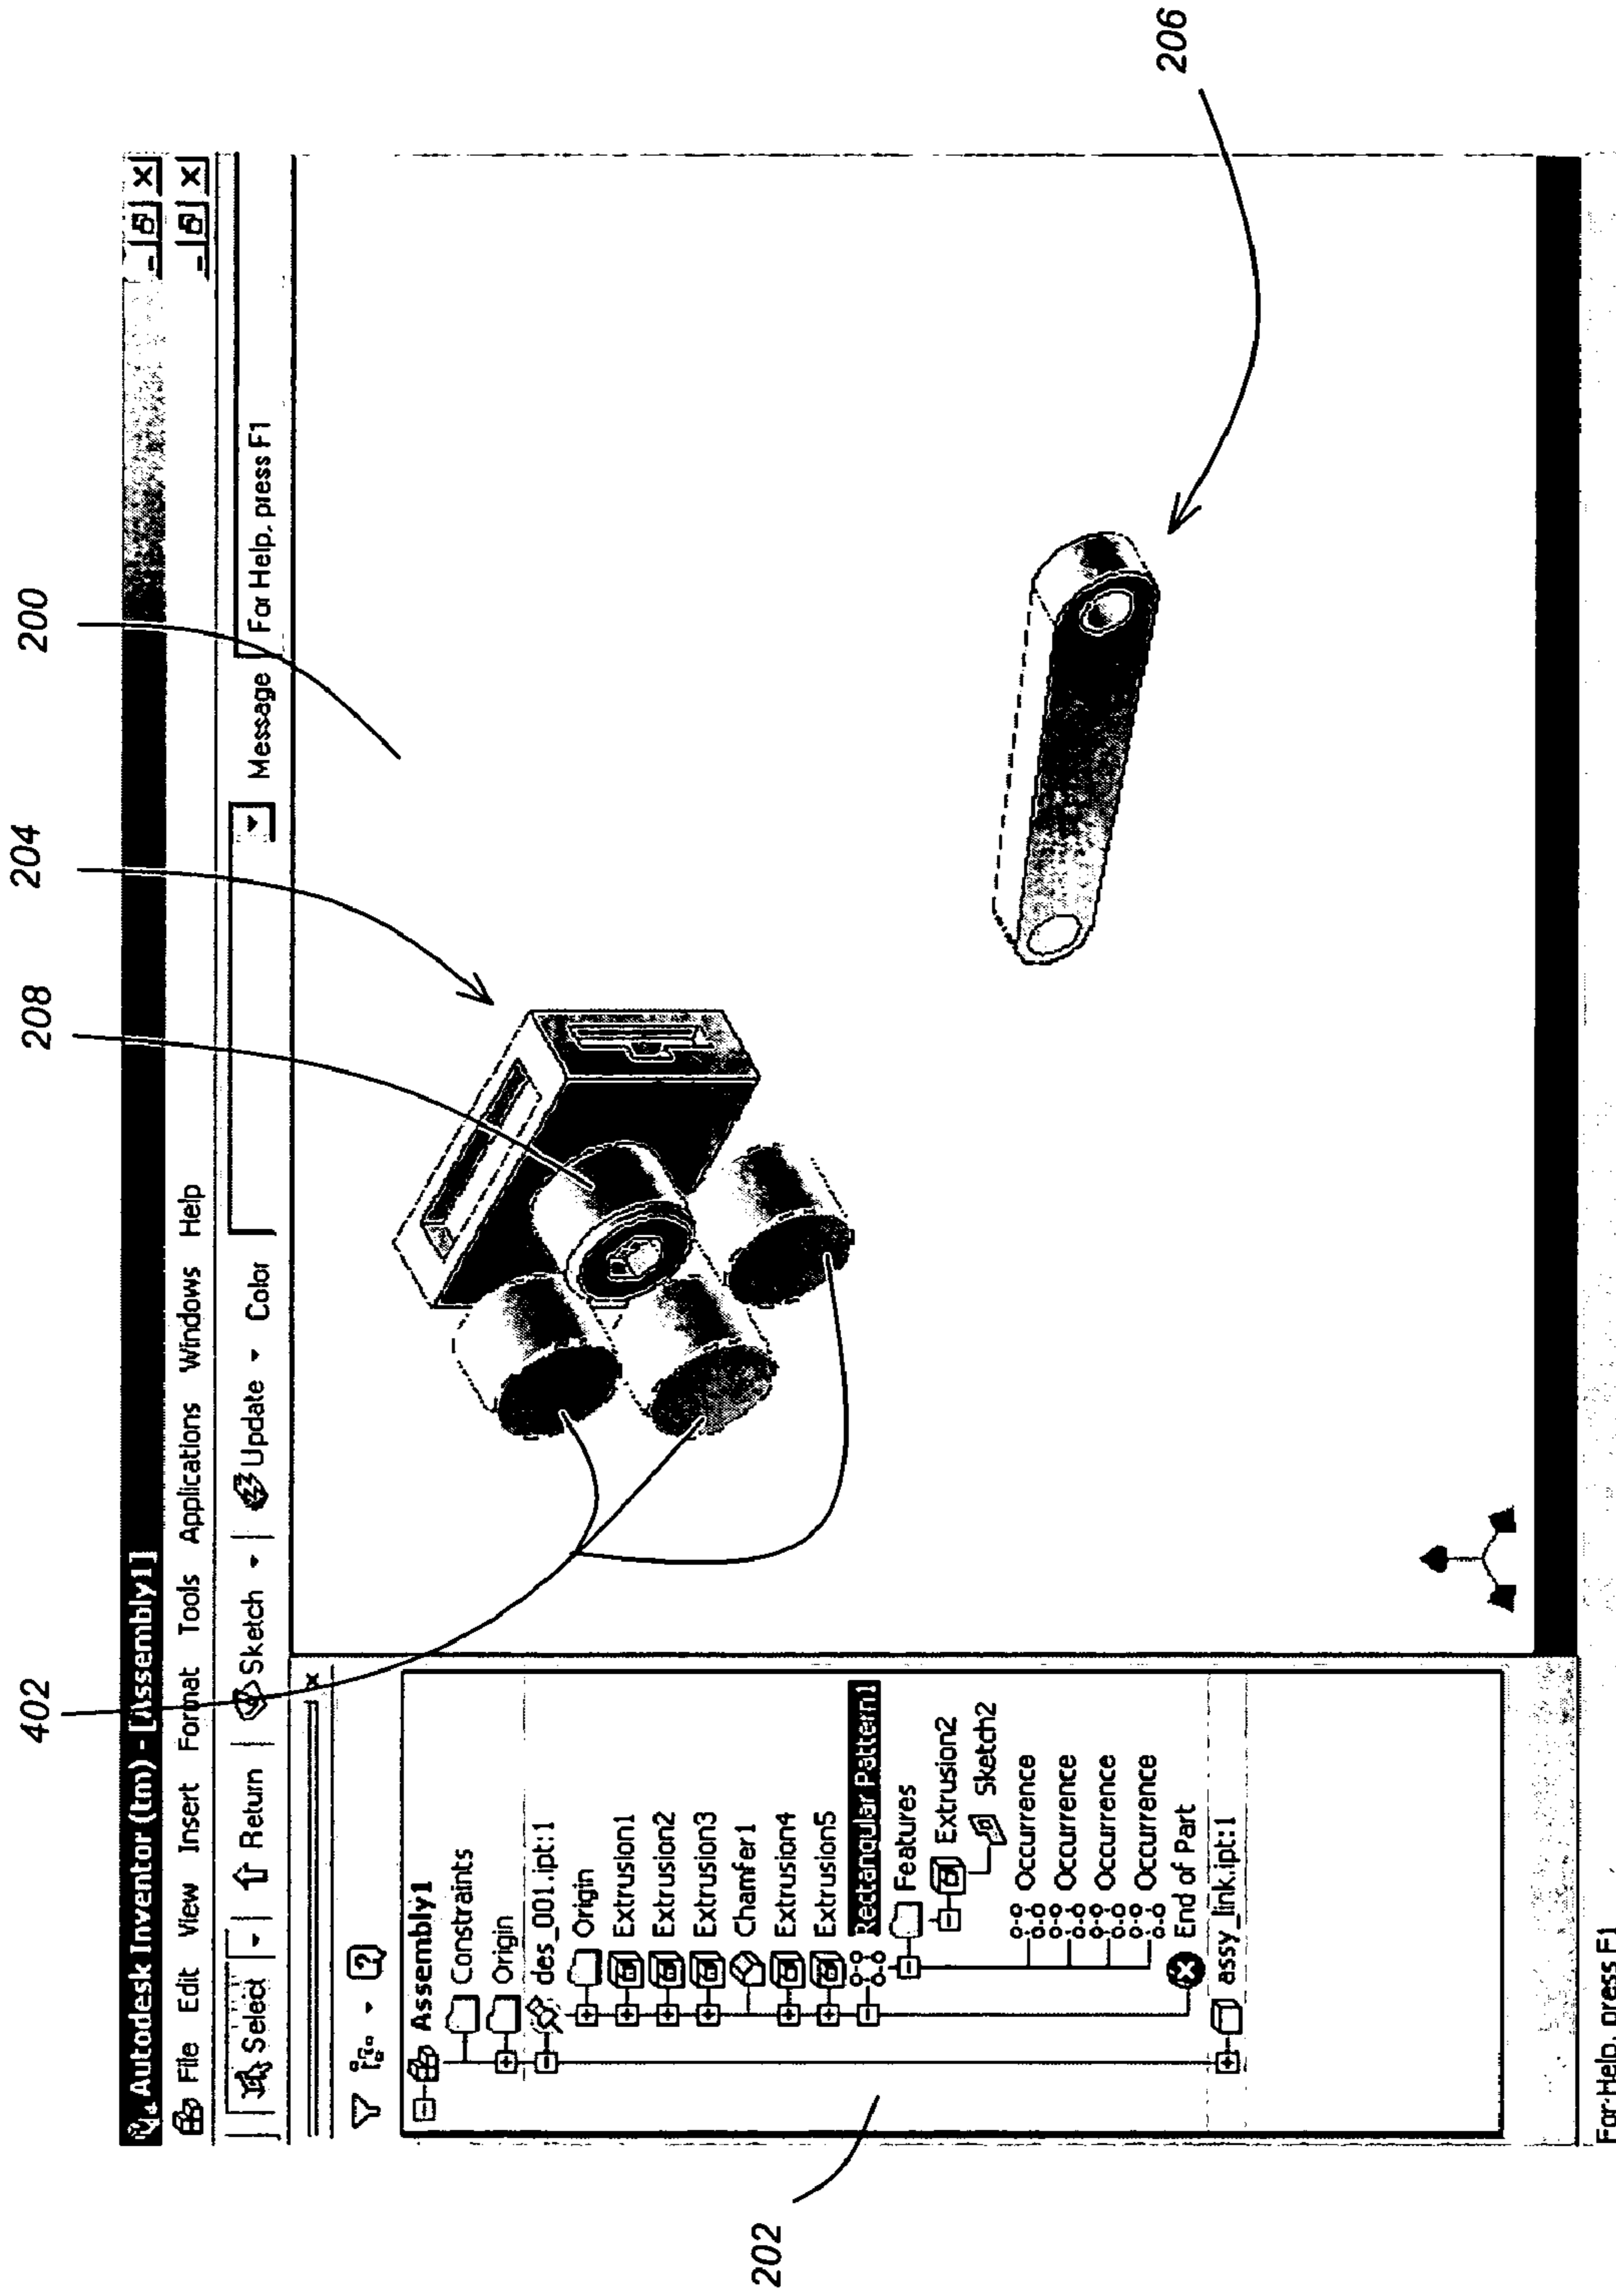 402
208
204
200
Autodesk Inventor (tm) - [Assembly1]
File Edit View Insert Format Tools Applications Windows Help
Select Return Sketch Update Color Message For Help, press F1
Assembly1
Constraints
Origin
des_001.ipt:1
Origin
Extrusion1
Extrusion2
Extrusion3
Chamfer1
Extrusion4
Extrusion5
Rectangular Pattern1
Features
Extrusion2
Sketch2
Occurrence
Occurrence
Occurrence
Occurrence
End of Part
assy_link.ipt:1
202
206
For Help, press F1